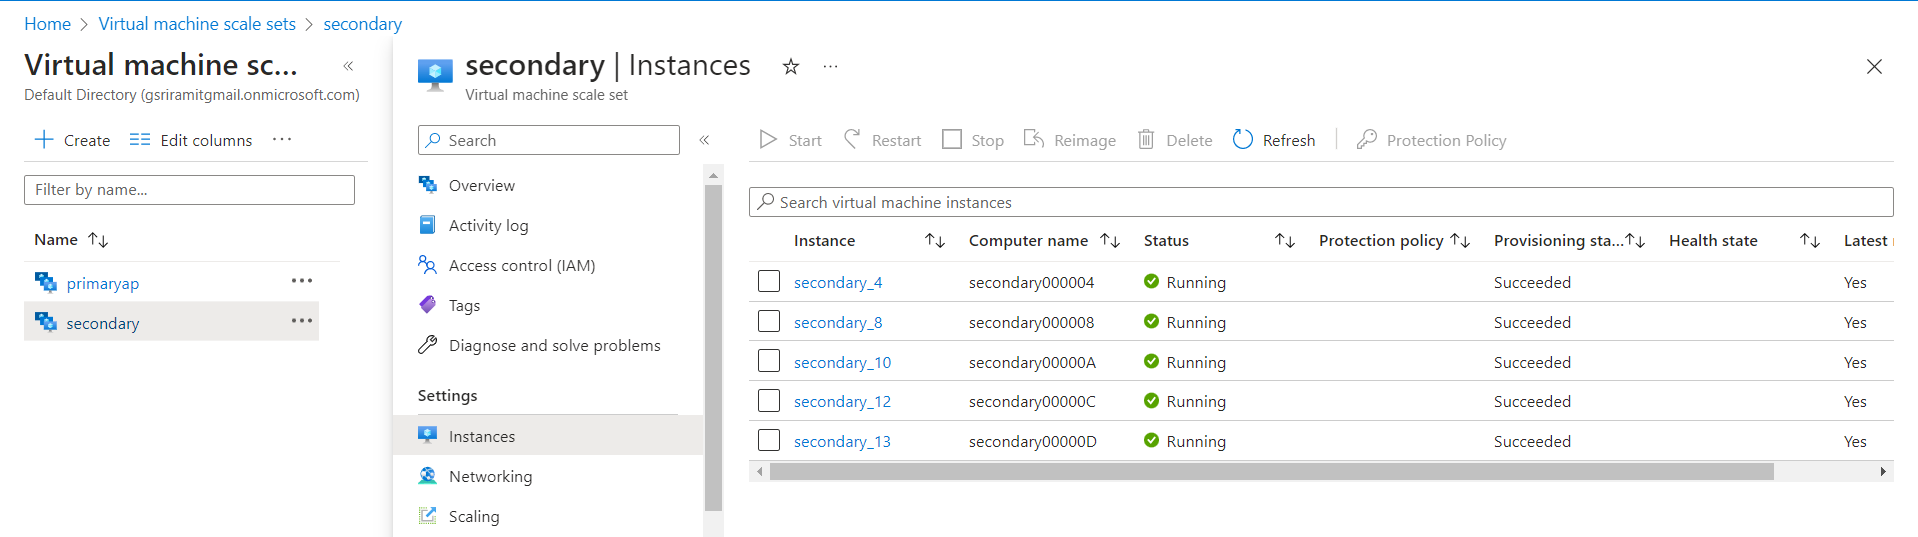 Home > Virtual machine scale sets > secondary
Virtual machine sc...
Default Directory (gsriramitgmail.onmicrosoft.com)
Create Edit columns
Filter by name...
Name
primaryap
secondary
secondary | Instances
Virtual machine scale set
Search
Overview
Activity log
Access control (IAM)
Tags
Diagnose and solve problems
Settings
Instances
Networking
Scaling
Start Restart Stop Reimage Delete Refresh Protection Policy
Search virtual machine instances
Instance Computer name Status Protection policy Provisioning sta... Health state Latest
secondary_4 secondary000004 Running Succeeded Yes
secondary_8 secondary000008 Running Succeeded Yes
secondary_10 secondary00000A Running Succeeded Yes
secondary_12 secondary00000C Running Succeeded Yes
secondary_13 secondary00000D Running Succeeded Yes